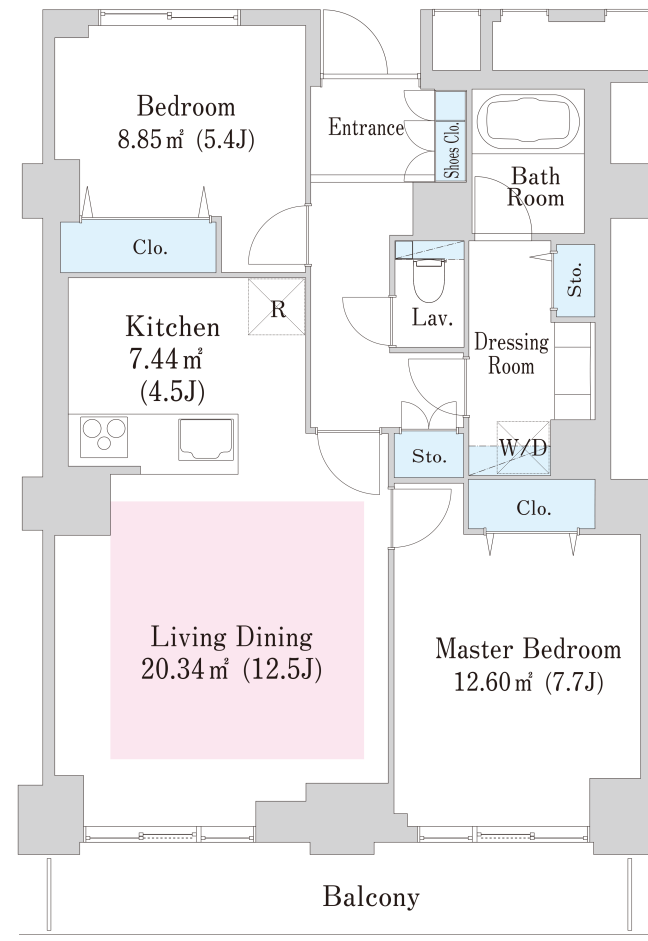 Bedroom
8.85㎡ (5.4J)
Entrance
Shoes Clo.
Bath
Room
Clo.
Sto.
R
Lav.
Kitchen
7.44㎡
(4.5J)
Dressing
Room
W/D
Sto.
Clo.
Living Dining
20.34㎡ (12.5J)
Master Bedroom
12.60㎡ (7.7J)
Balcony